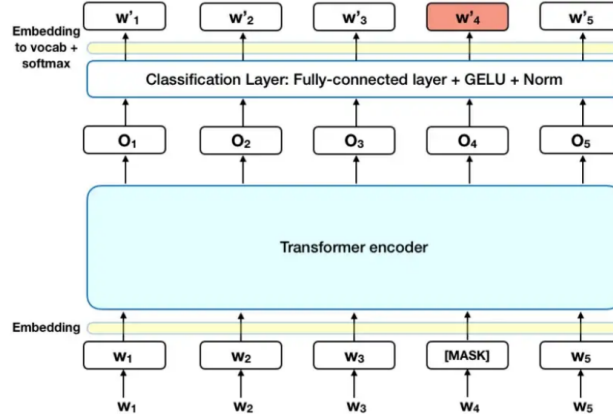 Embedding
to vocab +
softmax
w'1 w'2 w'3 w'4 w'5
Classification Layer: Fully-connected layer + GELU + Norm
O1 O2 O3 O4 O5
Transformer encoder
Embedding
W1 W2 W3 [MASK] W5
W1 W2 W3 W4 W5